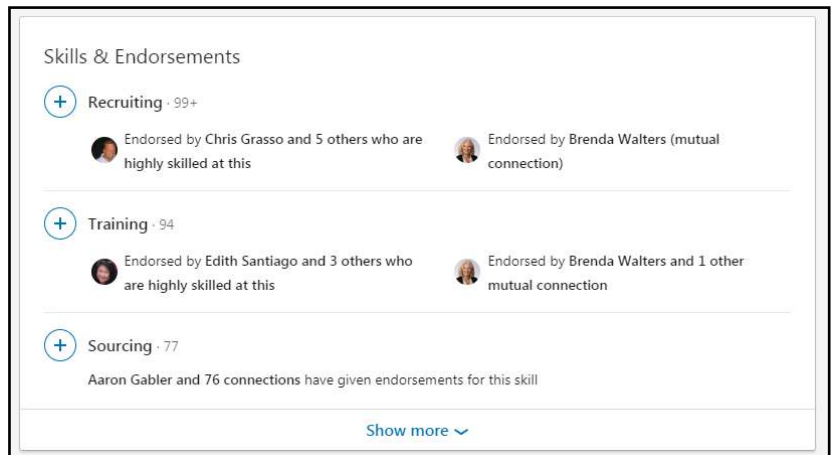 Skills & Endorsements
Recruiting · 99+
Endorsed by Chris Grasso and 5 others who are
highly skilled at this
Endorsed by Brenda Walters (mutual
connection)
Training · 94
Endorsed by Edith Santiago and 3 others who
are highly skilled at this
Endorsed by Brenda Walters and 1 other
mutual connection
Sourcing · 77
Aaron Gabler and 76 connections have given endorsements for this skill
Show more